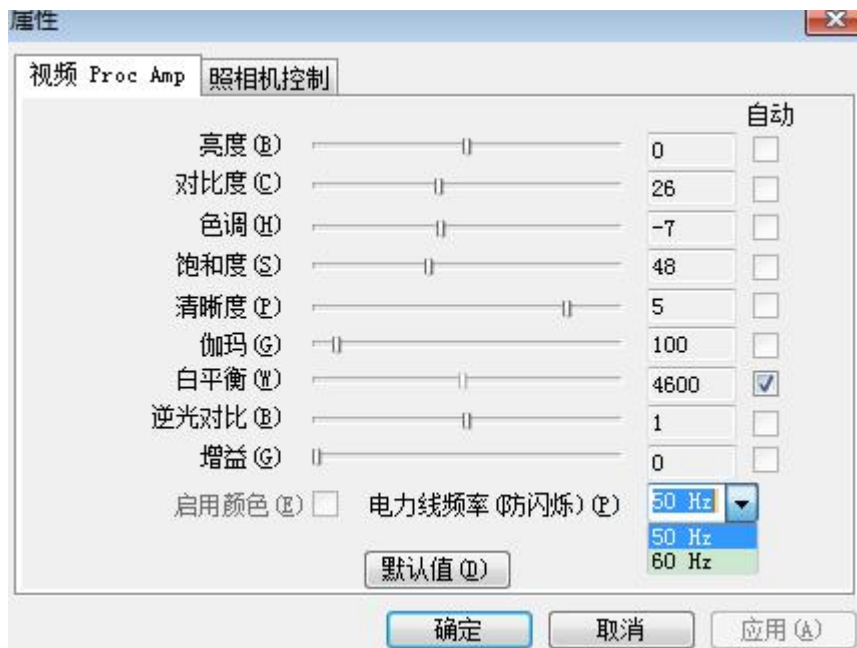 属性
视频 Proc Amp 照相机控制
自动
亮度(B) 0
对比度(C) 26
色调(H) -7
饱和度(S) 48
清晰度(P) 5
伽玛(G) 100
白平衡(W) 4600
逆光对比(B) 1
增益(G) 0
启用颜色(E) 电力线频率(防闪烁)(P) 50 Hz
50 Hz
60 Hz
默认值(D)
确定 取消 应用(A)